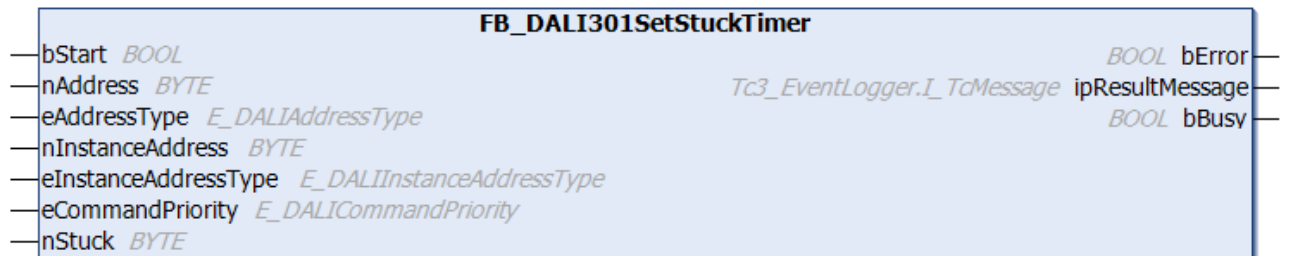 FB_DALI301SetStuckTimer
bStart BOOL BOOL bError
nAddress BYTE Tc3_EventLogger.I_TcMessage ipResultMessage
eAddressType E_DALIAddressType BOOL bBusy
nInstanceAddress BYTE
eInstanceAddressType E_DALIInstanceAddressType
eCommandPriority E_DALICommandPriority
nStuck BYTE